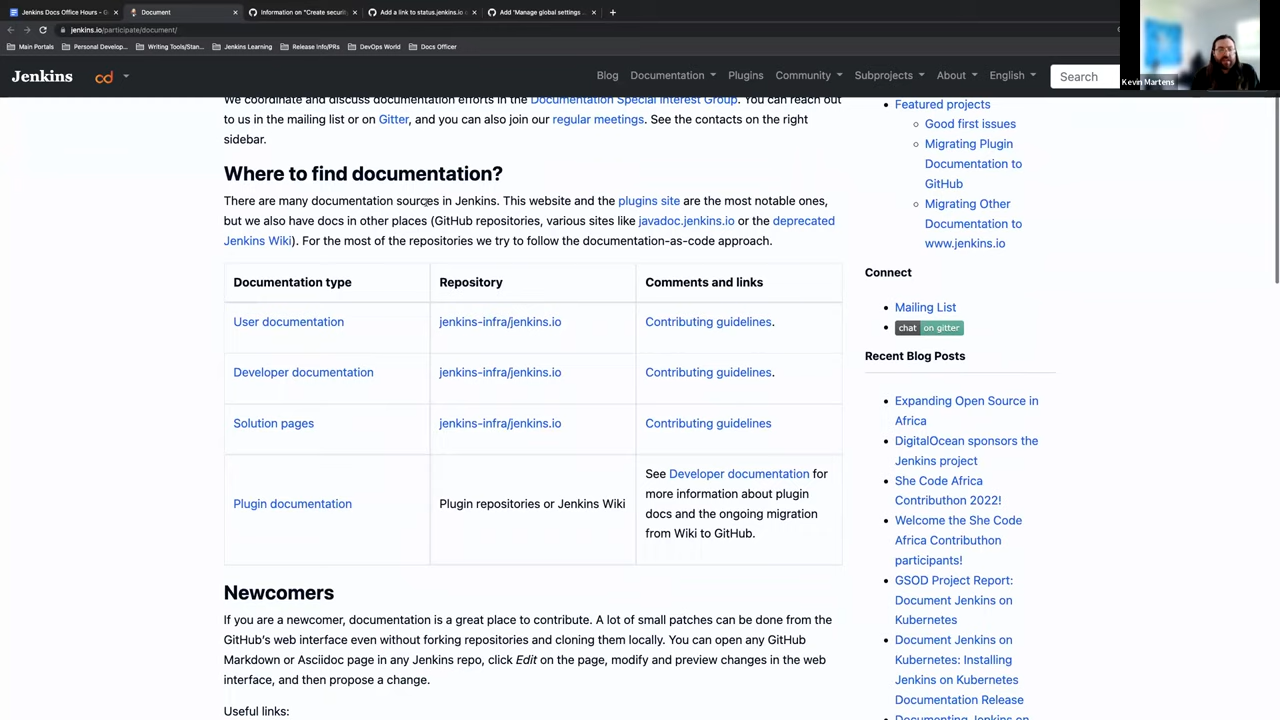 Jenkins Docs Office Hours - G
Document
Information on "Create securit
Add a link to status.jenkins.io
Add 'Manage global settings
jenkins.io/participate/document/
Main Portals
Personal Develop...
Writing Tools/Stan...
Jenkins Learning
Release Info/PRs
DevOps World
Docs Officer
Kevin Martens
Jenkins
cd
Blog
Documentation
Plugins
Community
Subprojects
About
English
Search
We coordinate and discuss documentation efforts in the Documentation Special Interest Group. You can reach out
to us in the mailing list or on Gitter, and you can also join our regular meetings. See the contacts on the right
sidebar.
Where to find documentation?
There are many documentation sources in Jenkins. This website and the plugins site are the most notable ones,
but we also have docs in other places (GitHub repositories, various sites like javadoc.jenkins.io or the deprecated
Jenkins Wiki). For the most of the repositories we try to follow the documentation-as-code approach.
Documentation type
Repository
Comments and links
User documentation
jenkins-infra/jenkins.io
Contributing guidelines.
Developer documentation
jenkins-infra/jenkins.io
Contributing guidelines.
Solution pages
jenkins-infra/jenkins.io
Contributing guidelines
Plugin documentation
Plugin repositories or Jenkins Wiki
See Developer documentation for
more information about plugin
docs and the ongoing migration
from Wiki to GitHub.
Newcomers
If you are a newcomer, documentation is a great place to contribute. A lot of small patches can be done from the
GitHub's web interface even without forking repositories and cloning them locally. You can open any GitHub
Markdown or Asciidoc page in any Jenkins repo, click Edit on the page, modify and preview changes in the web
interface, and then propose a change.
Useful links:
Featured projects
Good first issues
Migrating Plugin
Documentation to
GitHub
Migrating Other
Documentation to
www.jenkins.io
Connect
Mailing List
chat on gitter
Recent Blog Posts
Expanding Open Source in
Africa
DigitalOcean sponsors the
Jenkins project
She Code Africa
Contributhon 2022!
Welcome the She Code
Africa Contributhon
participants!
GSOD Project Report:
Document Jenkins on
Kubernetes
Document Jenkins on
Kubernetes: Installing
Jenkins on Kubernetes
Documentation Release
Documenting Jenkins on